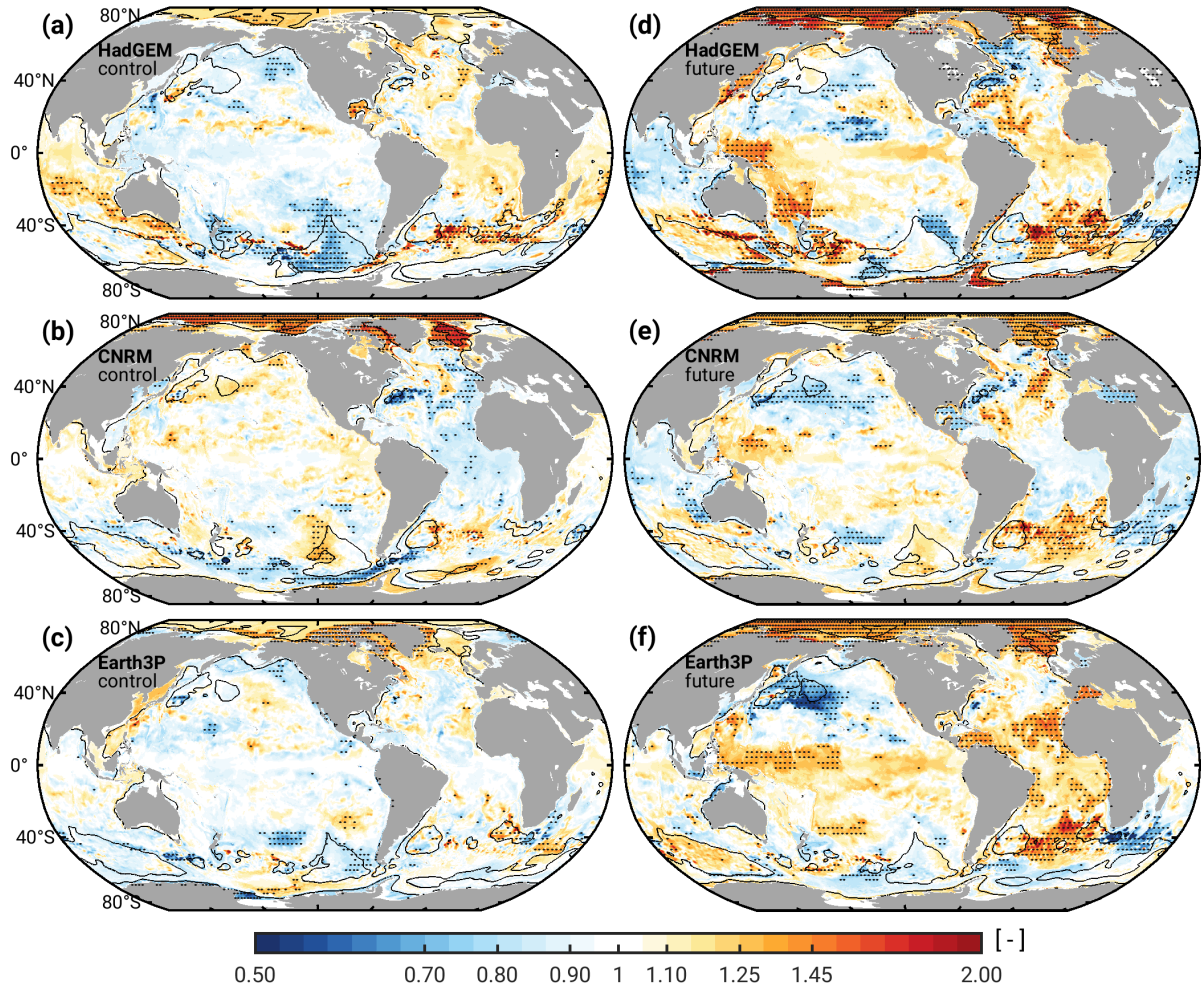 (a)
HadGEM
control
80°N
40°N
0°
40°S
80°S
(d)
HadGEM
future
(b)
CNRM
control
80°N
40°N
0°
40°S
80°S
(e)
CNRM
future
(c)
Earth3P
control
80°N
40°N
0°
40°S
80°S
(f)
Earth3P
future
[-]
0.50 0.70 0.80 0.90 1 1.10 1.25 1.45 2.00